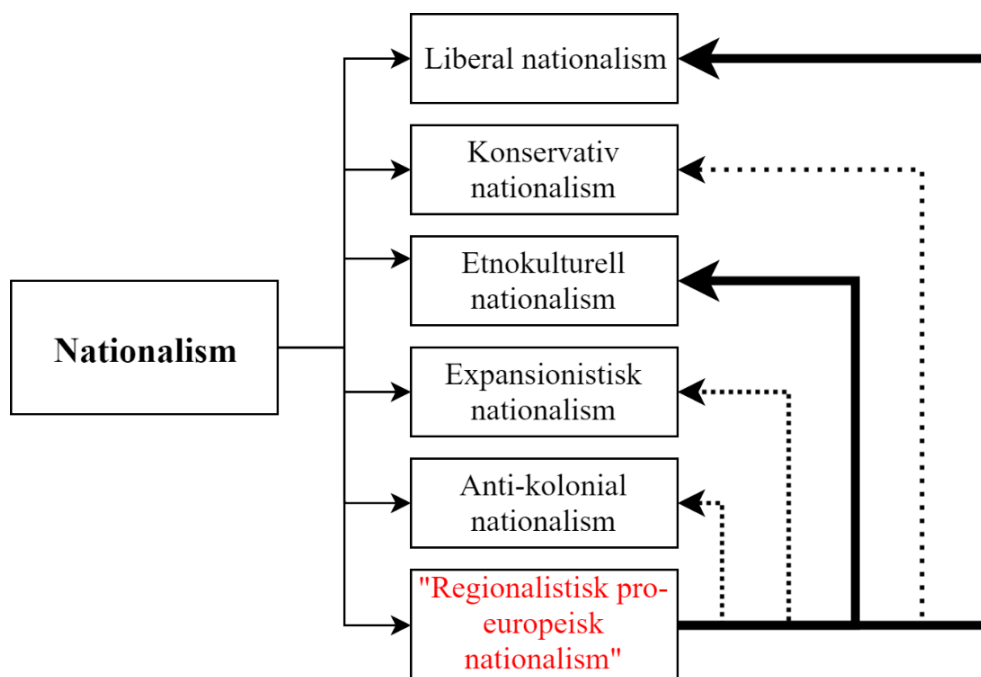 Liberal nationalism
Konservativ
nationalism
Etnokulturell
nationalism
Nationalism
Expansionistisk
nationalism
Anti-kolonial
nationalism
"Regionalistisk pro-
europeisk
nationalism"